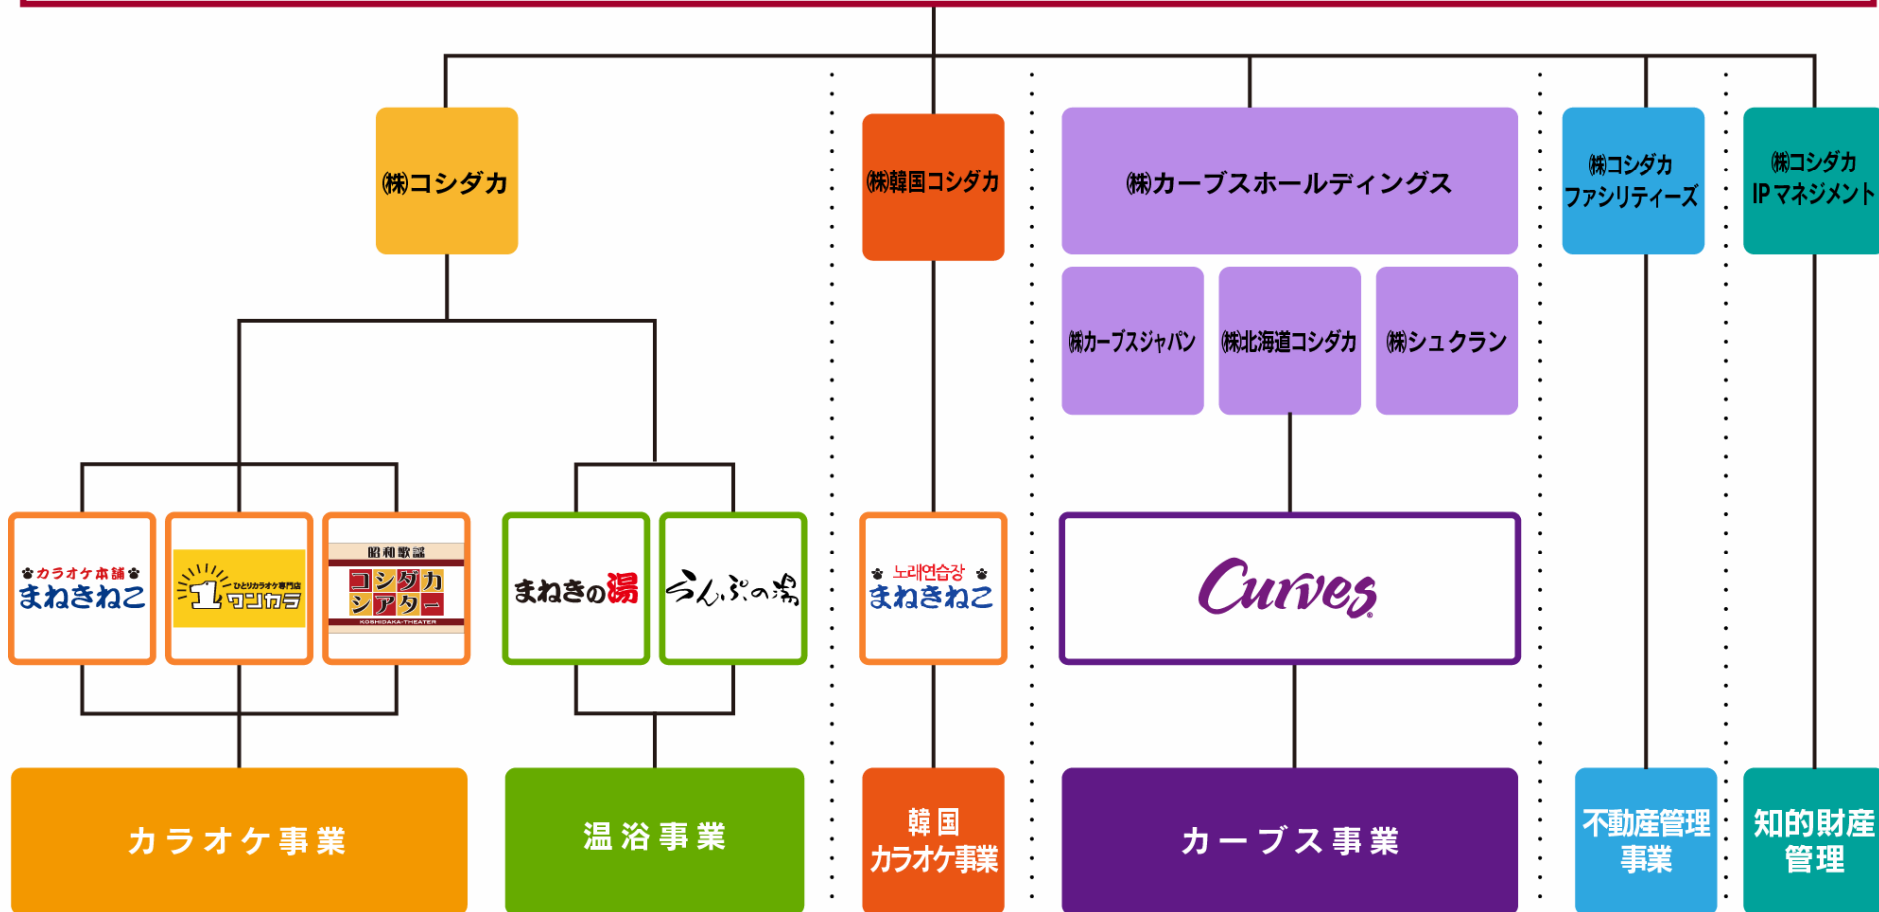 ㈱コシダカ
㈱韓国コシダカ
㈱カーブスホールディングス
㈱コシダカ
ファシリティーズ
㈱コシダカ
IPマネジメント
㈱カーブスジャパン
㈱北海道コシダカ
㈱シュクラン
カラオケ本舗
まねきねこ
ひとりカラオケ専門店
1
ワンカラ
昭和歌謡
コシダカ
シアター
KOSHIDAKA-THEATER
まねきの湯
らんぷの湯
노래연습장
まねきねこ
Curves®
カラオケ事業
温浴事業
韓国
カラオケ事業
カーブス事業
不動産管理
事業
知的財産
管理